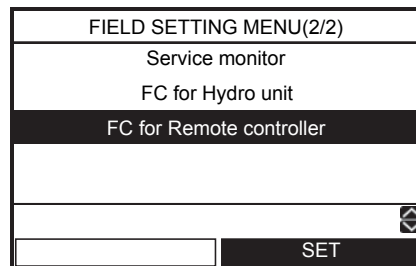 FIELD SETTING MENU(2/2)
Service monitor
FC for Hydro unit
FC for Remote controller
SET